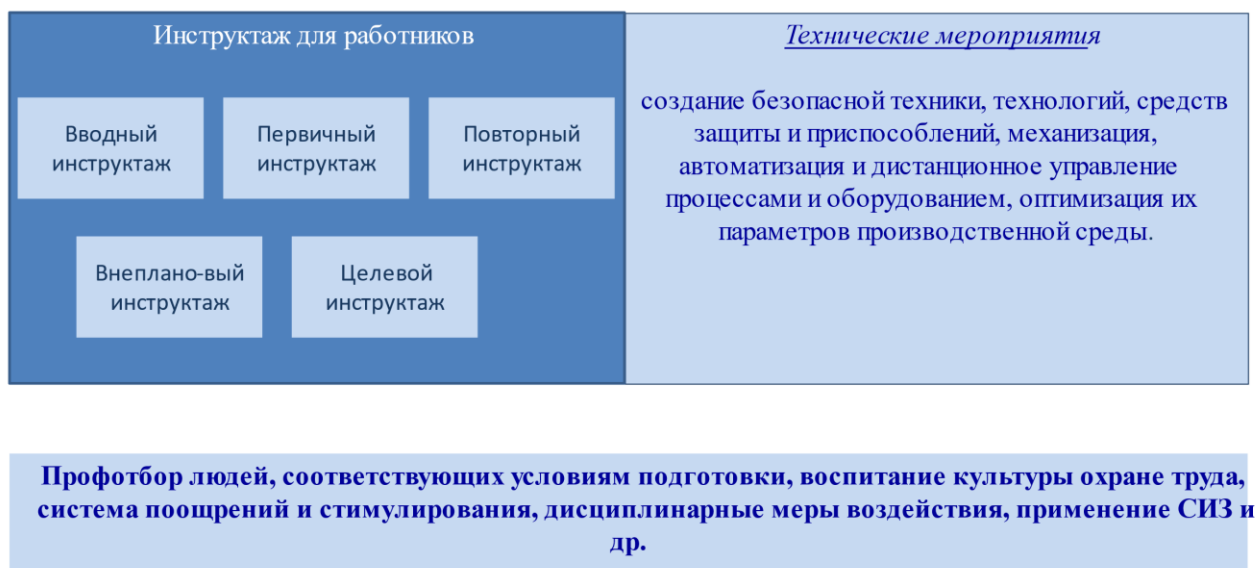 Инструктаж для работников
Вводный
инструктаж
Первичный
инструктаж
Повторный
инструктаж
Внеплано-вый
инструктаж
Целевой
инструктаж
Технические мероприятия
создание безопасной техники, технологий, средств
защиты и приспособлений, механизация,
автоматизация и дистанционное управление
процессами и оборудованием, оптимизация их
параметров производственной среды.
Профотбор людей, соответствующих условиям подготовки, воспитание культуры охране труда,
система поощрений и стимулирования, дисциплинарные меры воздействия, применение СИЗ и
др.